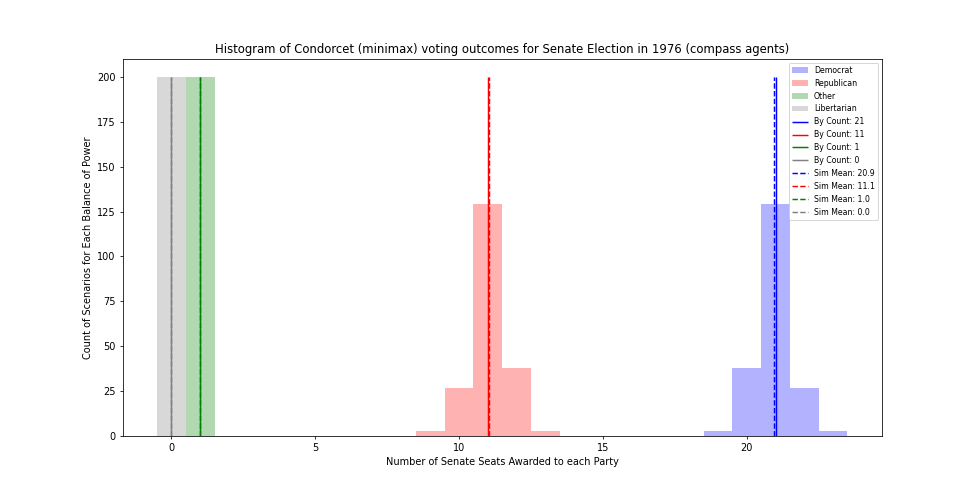 Histogram of Condorcet (minimax) voting outcomes for Senate Election in 1976 (compass agents)
Count of Scenarios for Each Balance of Power
200
175
150
125
100
75
50
25
0
0 5 10 15 20
Number of Senate Seats Awarded to each Party
Democrat
Republican
Other
Libertarian
By Count: 21
By Count: 11
By Count: 1
By Count: 0
Sim Mean: 20.9
Sim Mean: 11.1
Sim Mean: 1.0
Sim Mean: 0.0